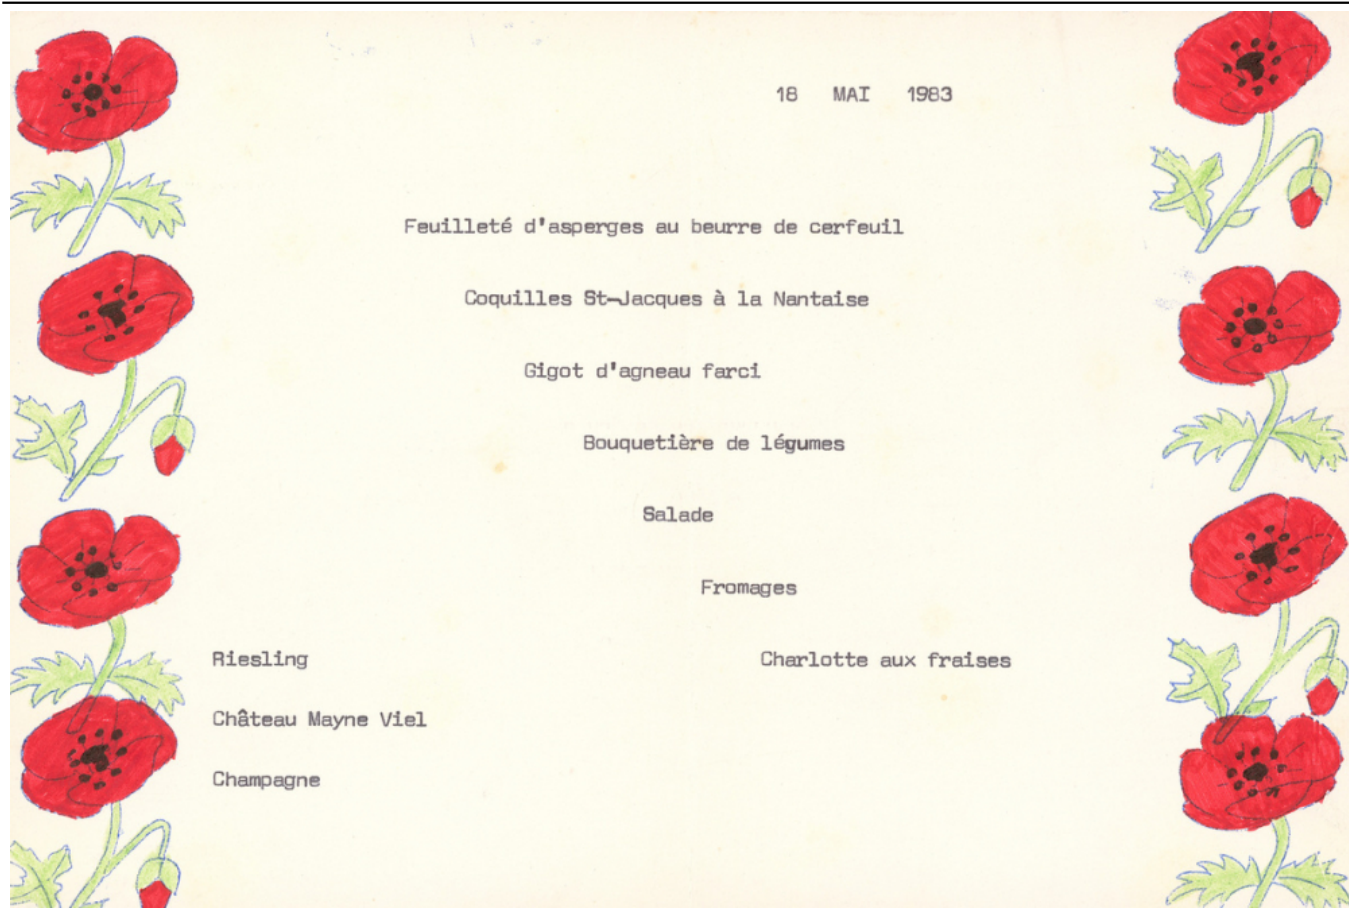 18 MAI 1983
Feuilleté d'asperges au beurre de cerfeuil
Coquilles St-Jacques à la Nantaise
Gigot d'agneau farci
Bouquetière de légumes
Salade
Fromages
Riesling
Charlotte aux fraises
Château Mayne Viel
Champagne